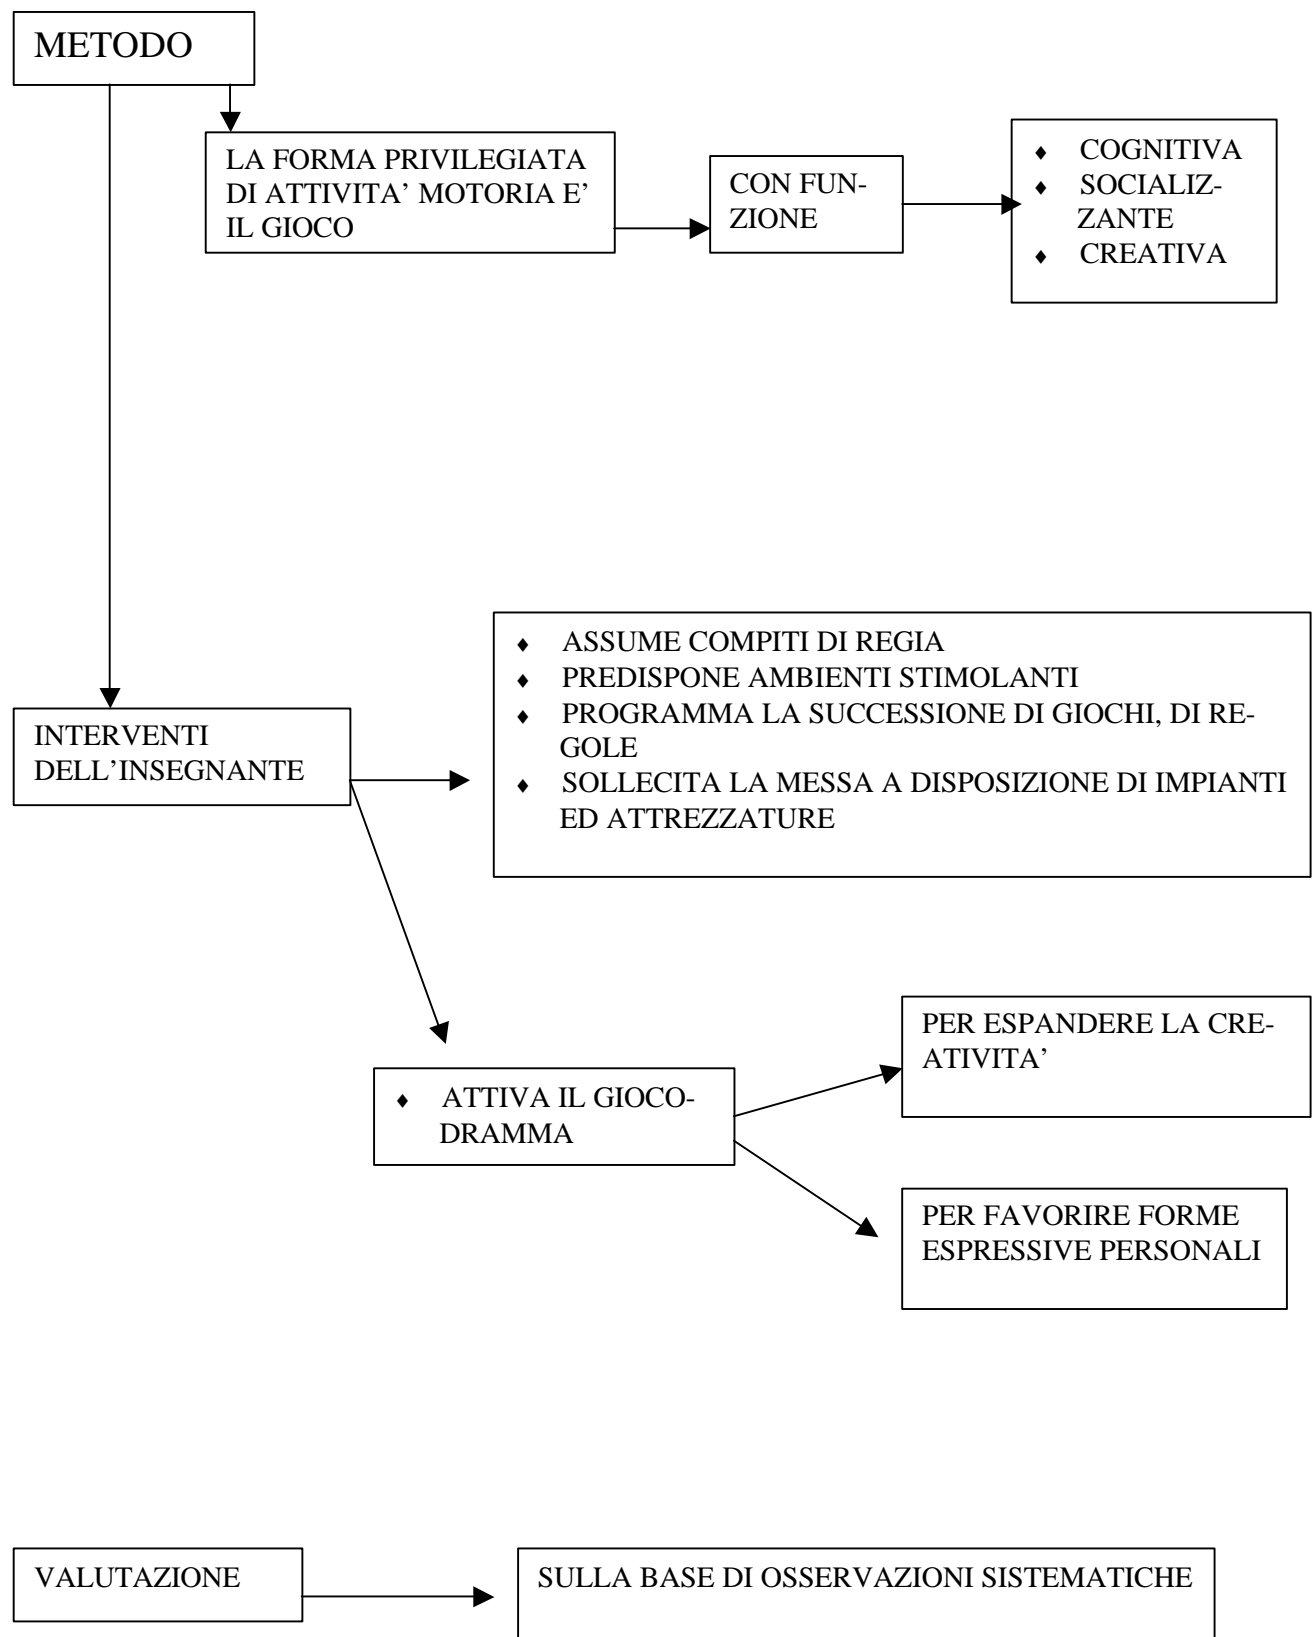 METODO
LA FORMA PRIVILEGIATA
DI ATTIVITA’ MOTORIA E’
IL GIOCO
CON FUN-
ZIONE
♦ COGNITIVA
♦ SOCIALIZ-
ZANTE
♦ CREATIVA
♦ ASSUME COMPITI DI REGIA
♦ PREDISPONE AMBIENTI STIMOLANTI
♦ PROGRAMMA LA SUCCESSIONE DI GIOCHI, DI RE-
GOLE
♦ SOLLECITA LA MESSA A DISPOSIZIONE DI IMPIANTI
ED ATTREZZATURE
INTERVENTI
DELL’INSEGNANTE
PER ESPANDERE LA CRE-
ATIVITA’
♦ ATTIVA IL GIOCO-
DRAMMA
PER FAVORIRE FORME
ESPRESSIVE PERSONALI
VALUTAZIONE
SULLA BASE DI OSSERVAZIONI SISTEMATICHE